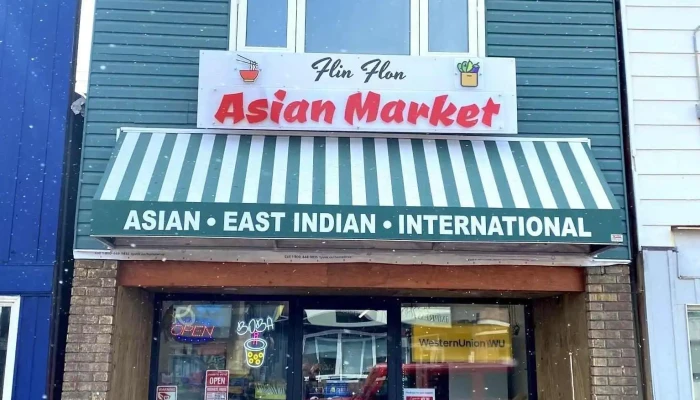 Flin Flon
Asian Market
ASIAN • EAST INDIAN • INTERNATIONAL
OPEN
BOBA
WesternUnion WU
OPEN